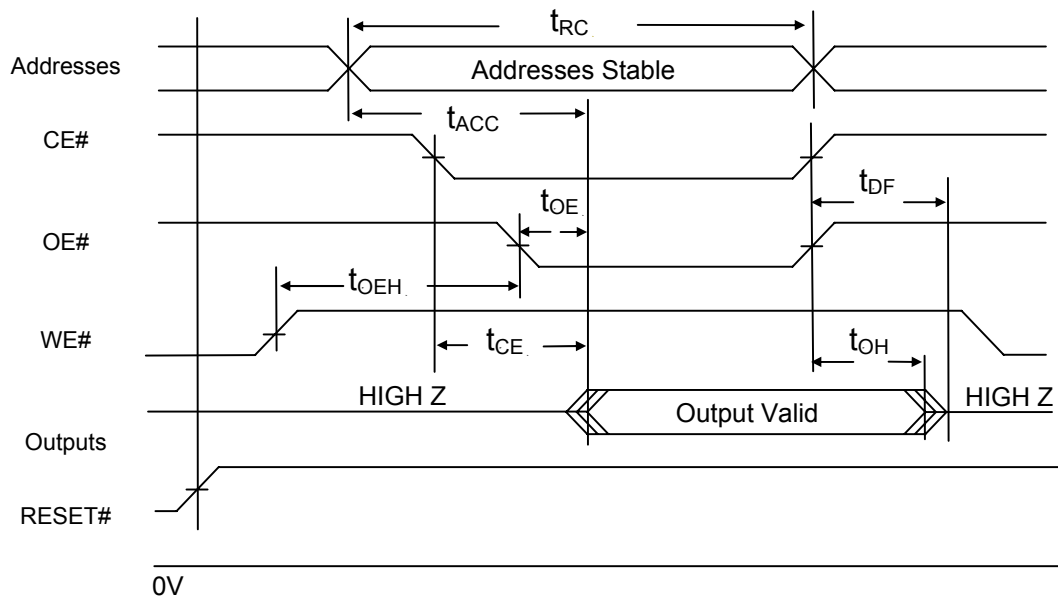 tRC
Addresses
Addresses Stable
tACC
CE#
tDF
tOE
OE#
tOEH
WE#
tCE
tOH
HIGH Z
HIGH Z
Output Valid
Outputs
RESET#
0V